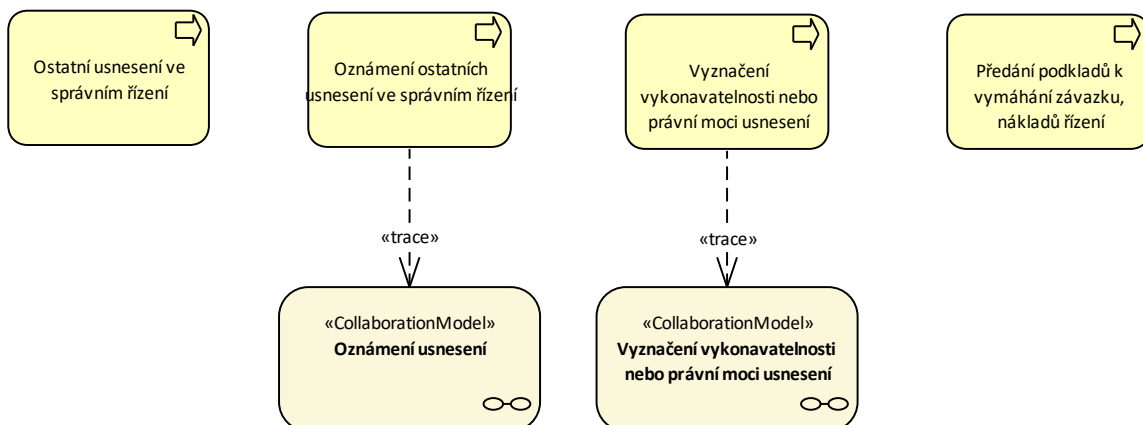 Ostatní usnesení ve
správním řízení
Oznámení ostatních
usnesení ve správním řízení
Vyznačení
vykonavatelnosti nebo
právní moci usnesení
Předání podkladů k
vymáhání závazku,
nákladů řízení
«trace»
«trace»
«CollaborationModel»
Oznámení usnesení
«CollaborationModel»
Vyznačení vykonavatelnosti
nebo právní moci usnesení